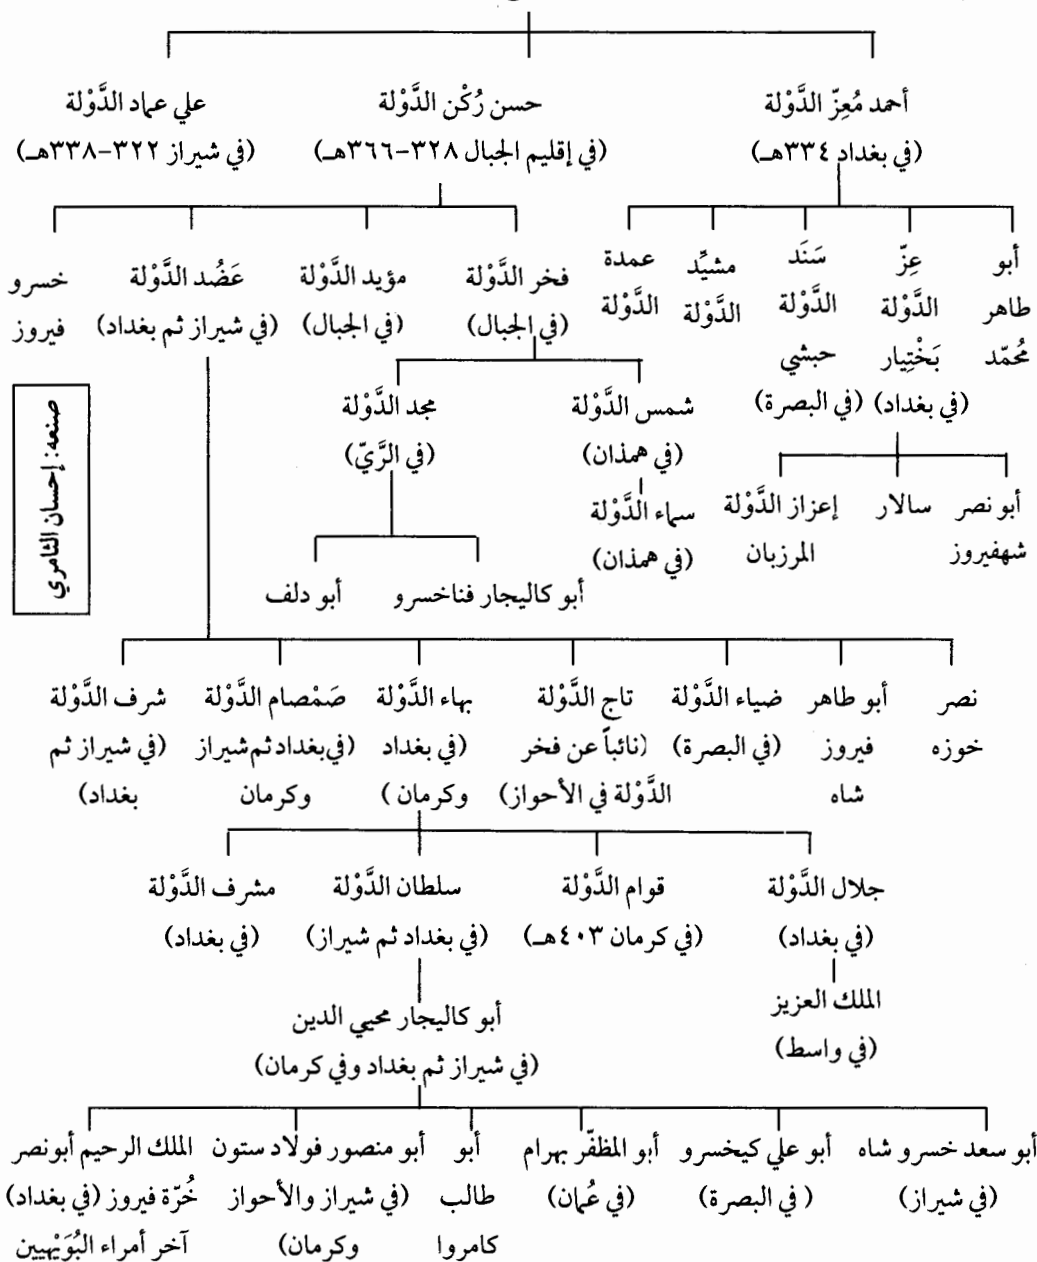 أحمد مُعِزّ الدَّوْلة
(في بغداد ٣٣٤هـ)
حسن رُكْن الدَّوْلة
(في إقليم الجبال ٣٢٨-٣٦٦هـ)
علي عماد الدَّوْلة
(في شيراز ٣٢٢-٣٣٨هـ)
أبو
طاهر
مُحمّد
عِزّ
الدَّوْلة
بَخْتِيار
(في بغداد)
سَنَد
الدَّوْلة
حبشي
(في البصرة)
مشيِّد
الدَّوْلة
عمدة
الدَّوْلة
فخر الدَّوْلة
(في الجبال)
مؤيد الدَّوْلة
(في الجبال)
عَضُد الدَّوْلة
(في شيراز ثم بغداد)
خسرو
فيروز
أبو نصر
شهفيروز
سالار
إعزاز الدَّوْلة
المرزبان
شمس الدَّوْلة
(في همذان)
سماء الدَّوْلة
(في همذان)
مجد الدَّوْلة
(في الرَّيّ)
أبو كاليجار فناخسرو
أبو دلف
صنعه: إحسان الثامري
نصر
خوزه
أبو طاهر
فيروز
شاه
ضياء الدَّوْلة
(في البصرة)
تاج الدَّوْلة
(نائباً عن فخر
الدَّوْلة في الأحواز)
بهاء الدَّوْلة
(في بغداد
وكرمان )
صَمْصام الدَّوْلة
(في بغداد ثم شيراز
وكرمان
شرف الدَّوْلة
(في شيراز ثم
بغداد)
جلال الدَّوْلة
(في بغداد)
الملك العزيز
(في واسط)
قوام الدَّوْلة
(في كرمان ٤٠٣هـ)
سلطان الدَّوْلة
(في بغداد ثم شيراز)
مشرف الدَّوْلة
(في بغداد)
أبو كاليجار محيي الدين
(في شيراز ثم بغداد وفي كرمان)
أبو سعد خسرو شاه
(في شيراز)
أبو علي كيخسرو
( في البصرة)
أبو المظفّر بهرام
(في عُمان)
أبو
طالب
كامروا
أبو منصور فولاد ستون
(في شيراز والأحواز
وكرمان)
الملك الرحيم أبونصر
خُرّة فيروز (في بغداد)
آخر أمراء البُوَيْهيين